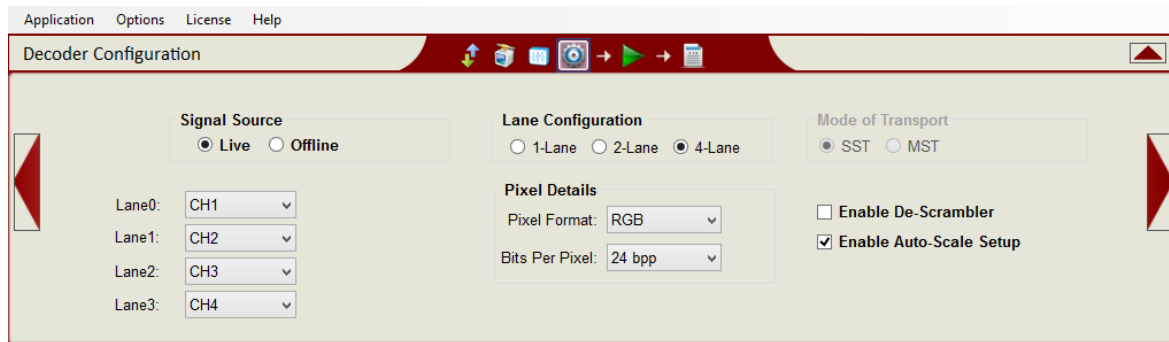 Application Options License Help
Decoder Configuration
Signal Source
Live Offline
Lane0: CH1
Lane1: CH2
Lane2: CH3
Lane3: CH4
Lane Configuration
1-Lane 2-Lane 4-Lane
Pixel Details
Pixel Format: RGB
Bits Per Pixel: 24 bpp
Mode of Transport
SST MST
Enable De-Scrambler
Enable Auto-Scale Setup